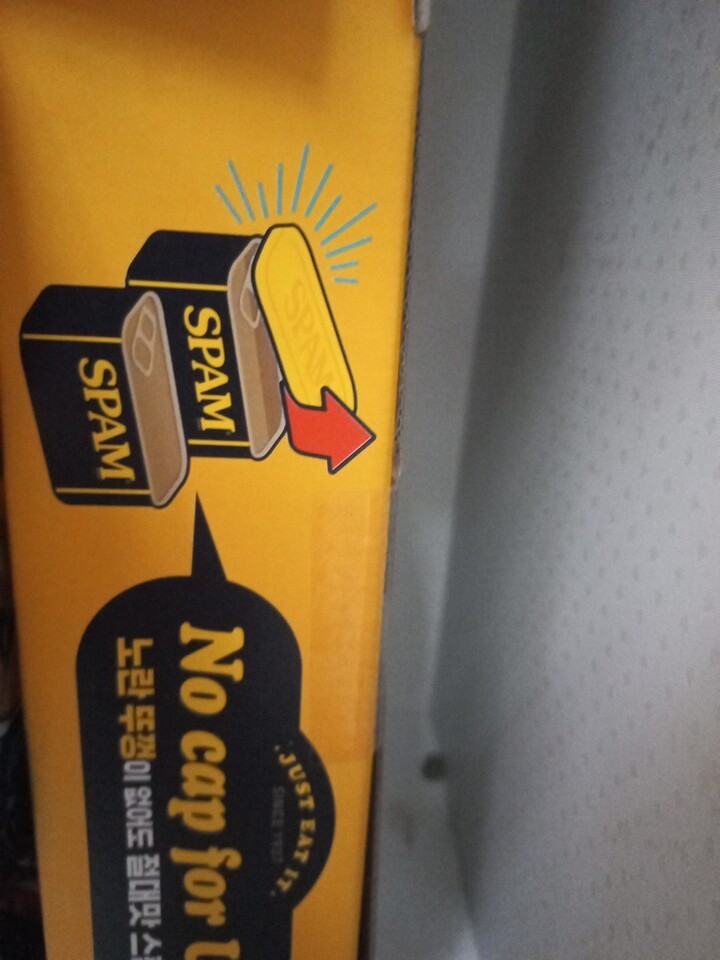 SPAM
SPAM
SPAM
JUST EAT IT.
SINCE 1937
No cap for
노란 뚜껑이 없어도 절대맛